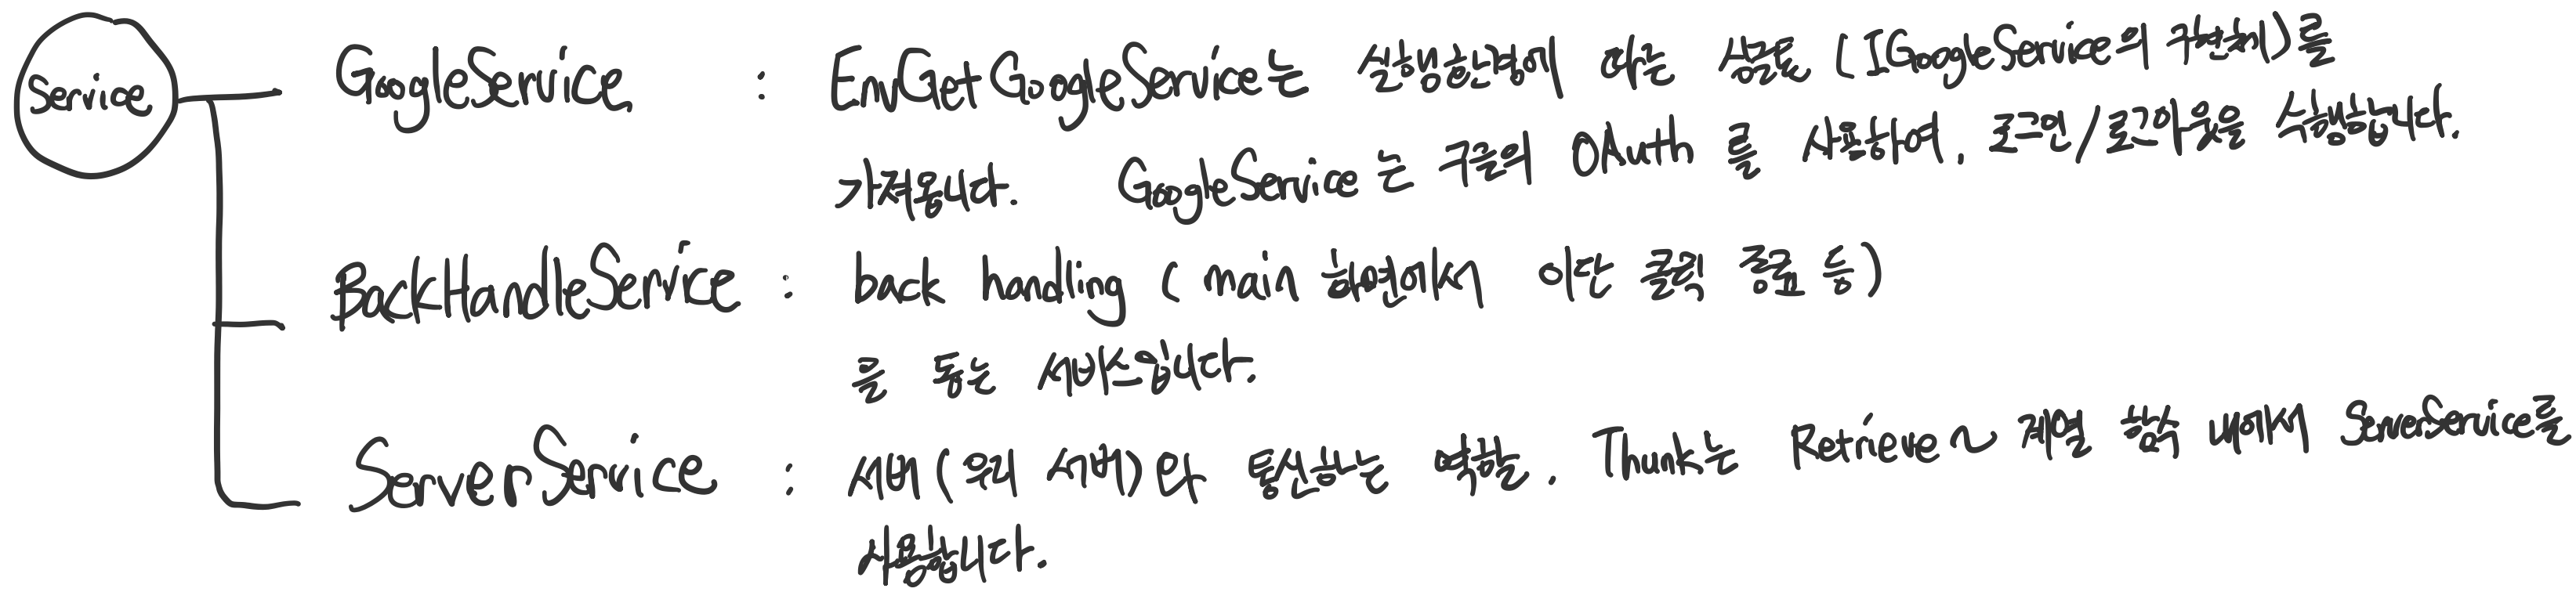 Service
GoogleService : EnvGetGoogleService는 실행환경에 따른 싱글톤 (IGoogleService의 구현체)를
가져옵니다. GoogleService는 구글의 OAuth를 사용하여, 로그인/로그아웃을 수행합니다.
BackHandleService : back handling (main 화면에서 이단 클릭 종료 등)
를 돕는 서비스입니다.
ServerService : 서버(우리 서버)와 통신하는 역할. Thunk는 Retrieve~ 계열 함수 내에서 ServerService를
사용합니다.